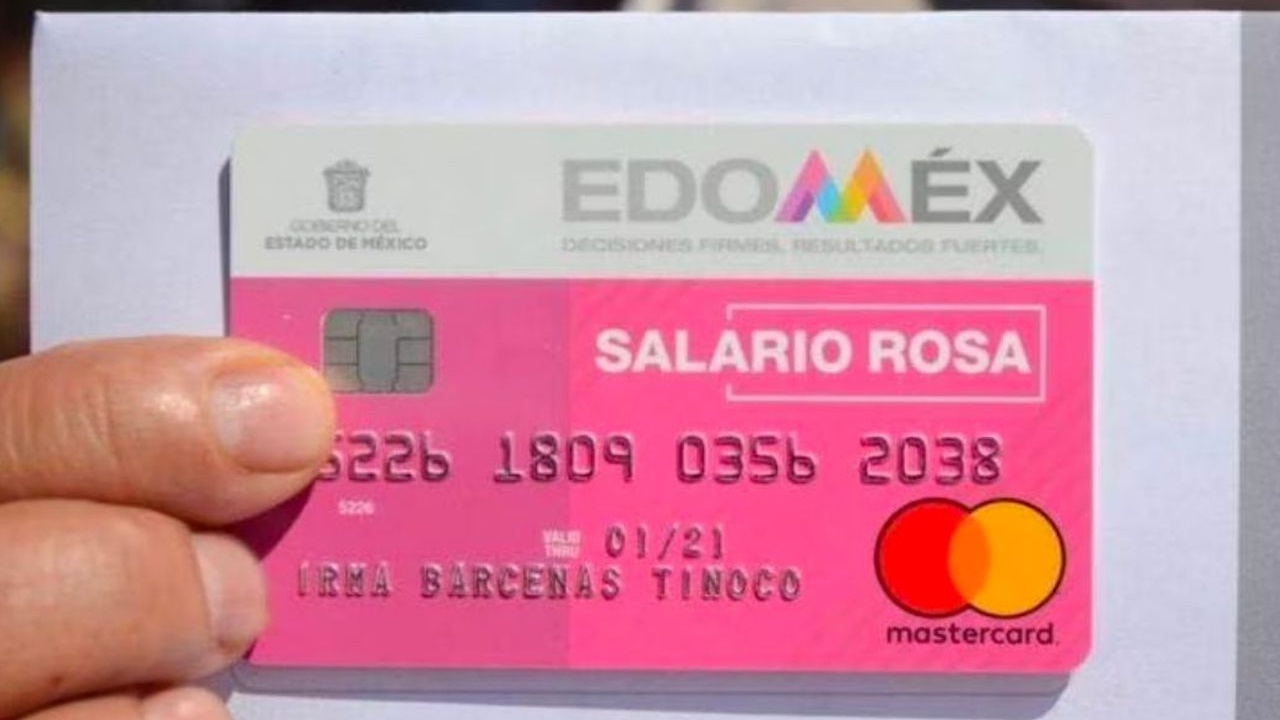 GOBIERNO DEL
ESTADO DE MÉXICO
EDOMÉX
DECISIONES FIRMES. RESULTADOS FUERTES.
SALARIO ROSA
5226 1809 0356 2038
5226
VALID THRU 01/21
IRMA BARCENAS TINOCO
mastercard.